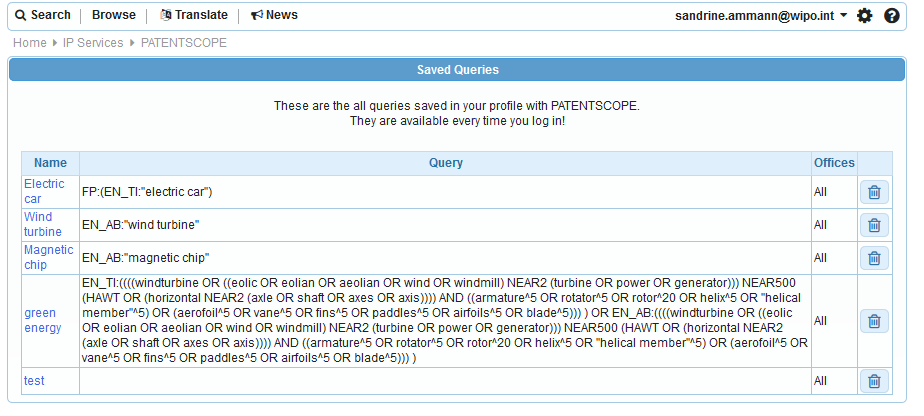 Search Browse Translate News sandrine.ammann@wipo.int
Home IP Services PATENTSCOPE
Saved Queries
These are the all queries saved in your profile with PATENTSCOPE.
They are available every time you log in!
Name Query Offices
Electric
car
FP:(EN_TI:"electric car")
All
Wind
turbine
EN_AB:"wind turbine"
All
Magnetic
chip
EN_AB:"magnetic chip"
All
green
energy
EN_TI:((((windturbine OR ((eolic OR eolian OR aeolian OR wind OR windmill) NEAR2 (turbine OR power OR generator))) NEAR500
(HAWT OR (horizontal NEAR2 (axle OR shaft OR axes OR axis)))) AND ((armature^5 OR rotator^5 OR rotor^20 OR helix^5 OR "helical
member"^5) OR (aerofoil^5 OR vane^5 OR fins^5 OR paddles^5 OR airfoils^5 OR blade^5))) ) OR EN_AB:((((windturbine OR ((eolic
OR eolian OR aeolian OR wind OR windmill) NEAR2 (turbine OR power OR generator))) NEAR500 (HAWT OR (horizontal NEAR2
(axle OR shaft OR axes OR axis)))) AND ((armature^5 OR rotator^5 OR rotor^20 OR helix^5 OR "helical member"^5) OR (aerofoil^5 OR
vane^5 OR fins^5 OR paddles^5 OR airfoils^5 OR blade^5))) )
All
test
All